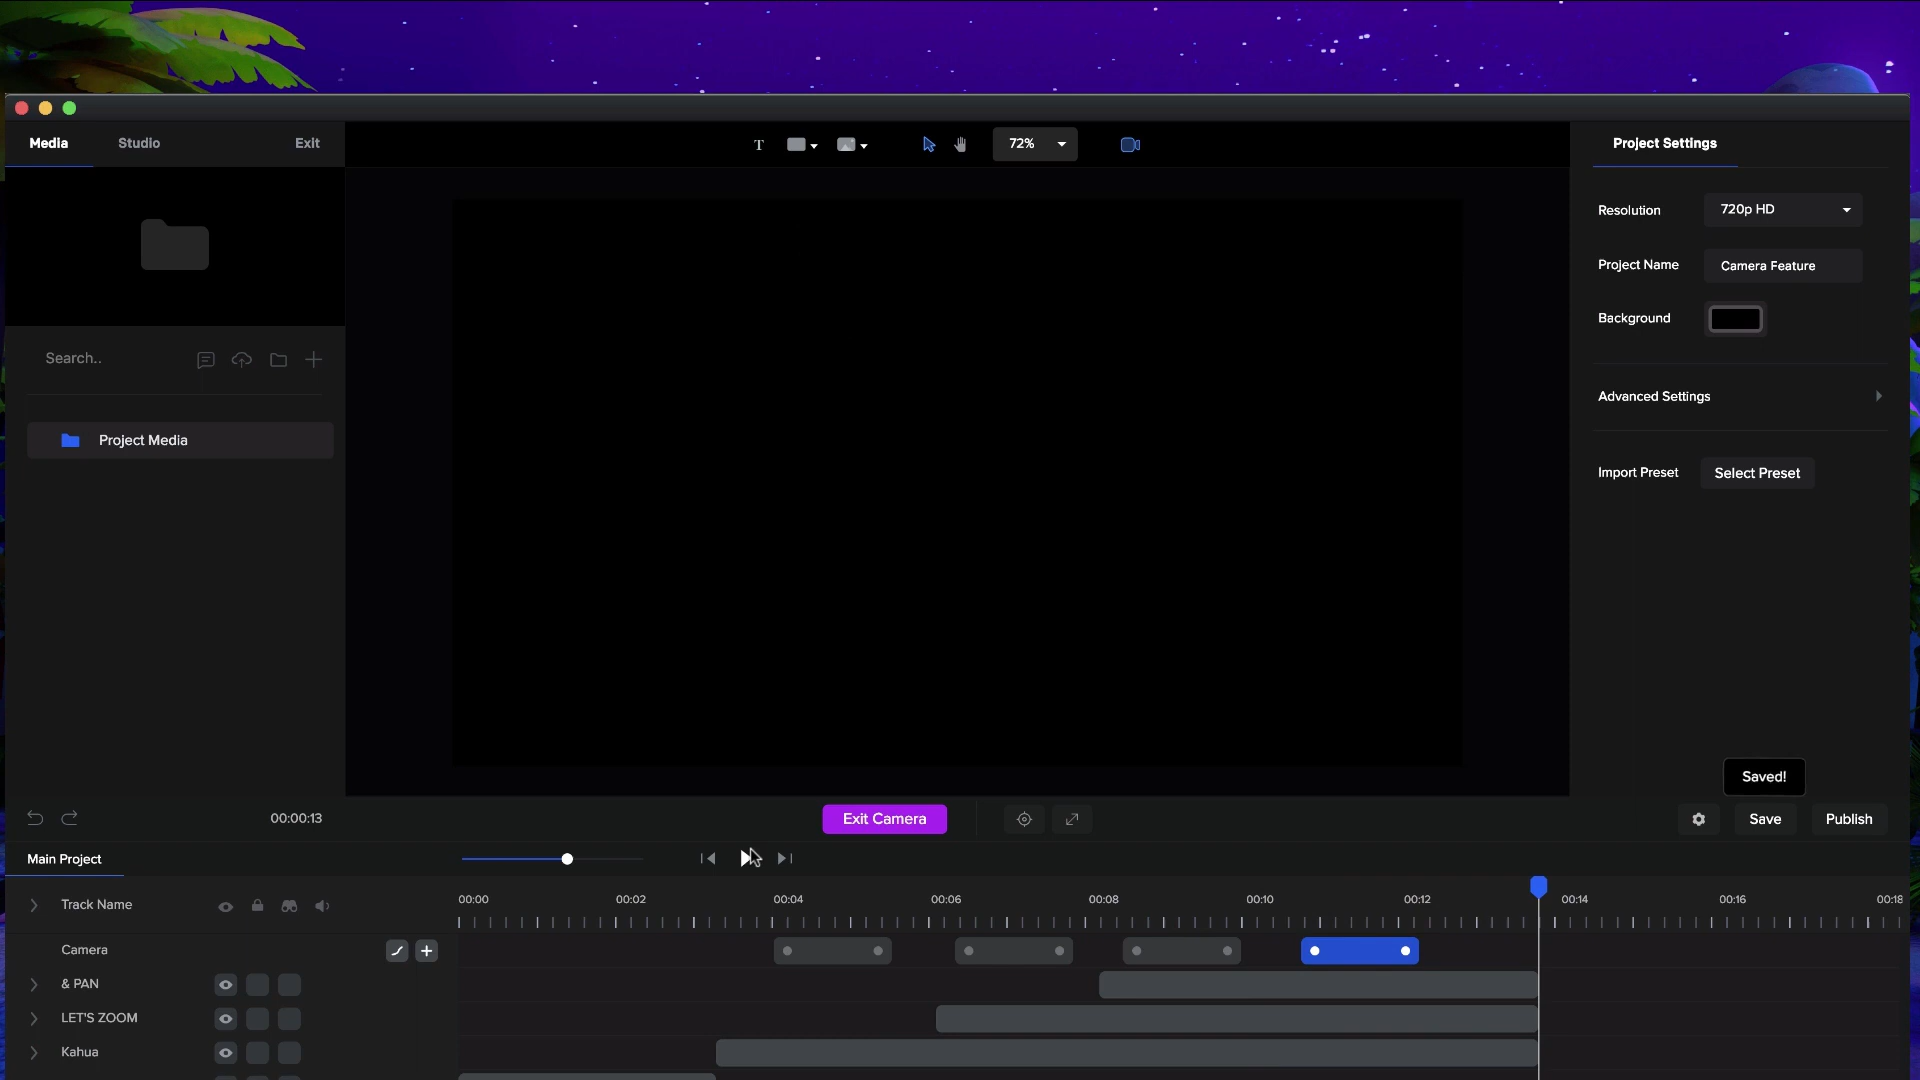 Media Studio Exit
T 72%
Project Settings
Resolution 720p HD
Project Name Camera Feature
Background
Search..
Advanced Settings
Project Media
Import Preset Select Preset
Saved!
00:00:13
Exit Camera
Save Publish
Main Project
Track Name
00:00 00:02 00:04 00:06 00:08 00:10 00:12 00:14 00:16 00:18
Camera
& PAN
LET'S ZOOM
Kahua